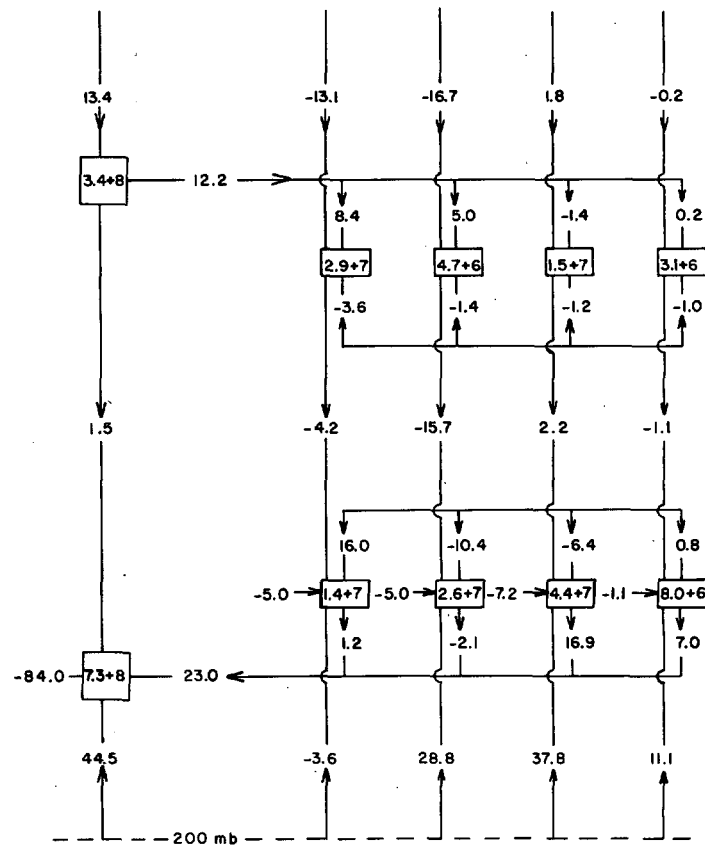 13.4 -13.1 -16.7 1.8 -0.2
3.4+8 12.2
8.4 5.0 -1.4 0.2
2.9+7 4.7+6 1.5+7 3.1+6
-3.6 -1.4 -1.2 -1.0
1.5 -4.2 -15.7 2.2 -1.1
16.0 -10.4 -6.4 0.8
-5.0 1.4+7 -5.0 2.6+7 -7.2 4.4+7 -1.1 8.0+6
1.2 -2.1 16.9 7.0
-84.0 7.3+8 23.0
44.5 -3.6 28.8 37.8 11.1
200 mb